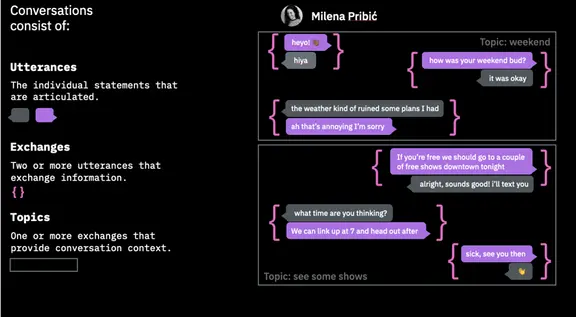 Conversations
consist of:
Utterances
The individual statements that
are articulated.
Exchanges
Two or more utterances that
exchange information.
{}
Topics
One or more exchanges that
provide conversation context.
Milena Pribić
Topic: weekend
heyo! 👋🏾
hiya
how was your weekend bud?
it was okay
the weather kind of ruined some plans I had
ah that's annoying I'm sorry
If you're free we should go to a couple
of free shows downtown tonight
alright, sounds good! i'll text you
what time are you thinking?
We can link up at 7 and head out after
sick, see you then
👋
Topic: see some shows